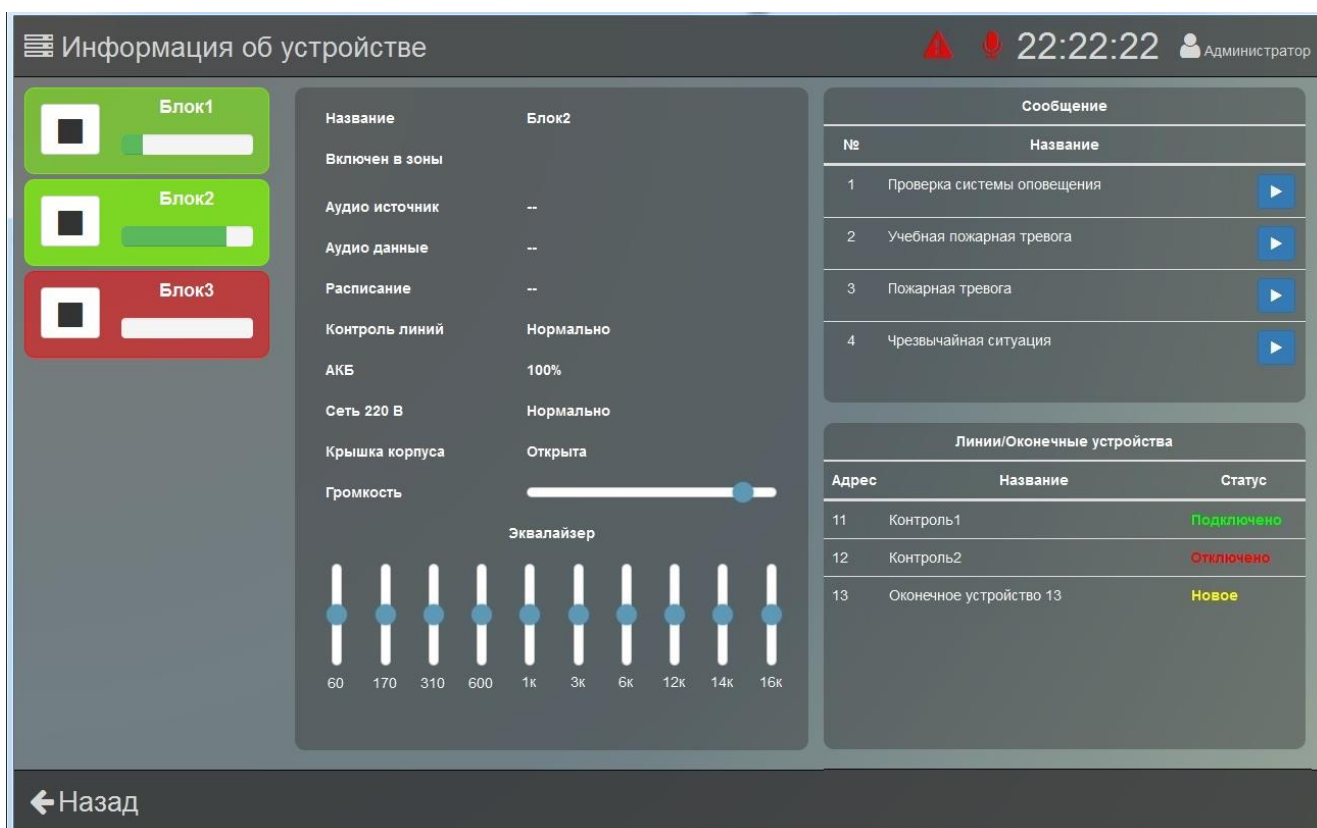 Информация об устройстве
22:22:22 Администратор
Блок1
Блок2
Блок3
Название Блок2
Включен в зоны
Аудио источник --
Аудио данные --
Расписание --
Контроль линий Нормально
АКБ 100%
Сеть 220 В Нормально
Крышка корпуса Открыта
Громкость
Эквалайзер
60 170 310 600 1к 3к 6к 12к 14к 16к
Сообщение
№ Название
1 Проверка системы оповещения
2 Учебная пожарная тревога
3 Пожарная тревога
4 Чрезвычайная ситуация
Линии/Оконечные устройства
Адрес Название Статус
11 Контроль1 Подключено
12 Контроль2 Отключено
13 Оконечное устройство 13 Новое
Назад